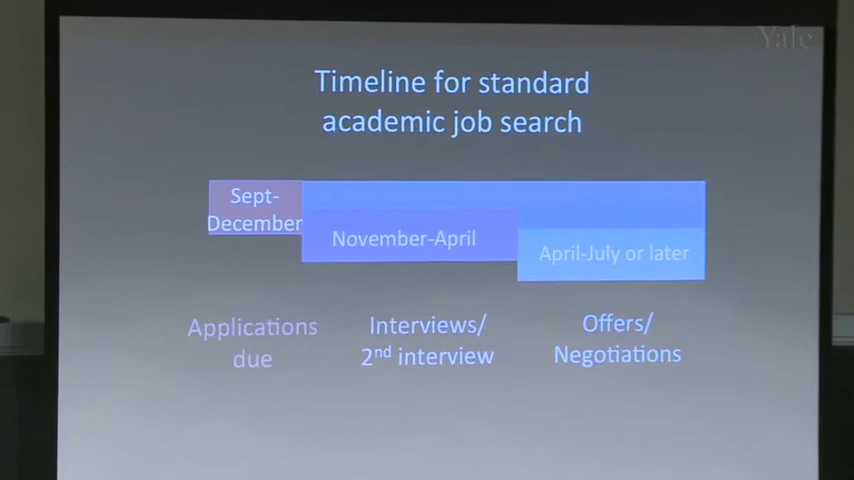 Yale
Timeline for standard
academic job search
Sept-
December
November-April
April-July or later
Applications
due
Interviews/
2nd interview
Offers/
Negotiations